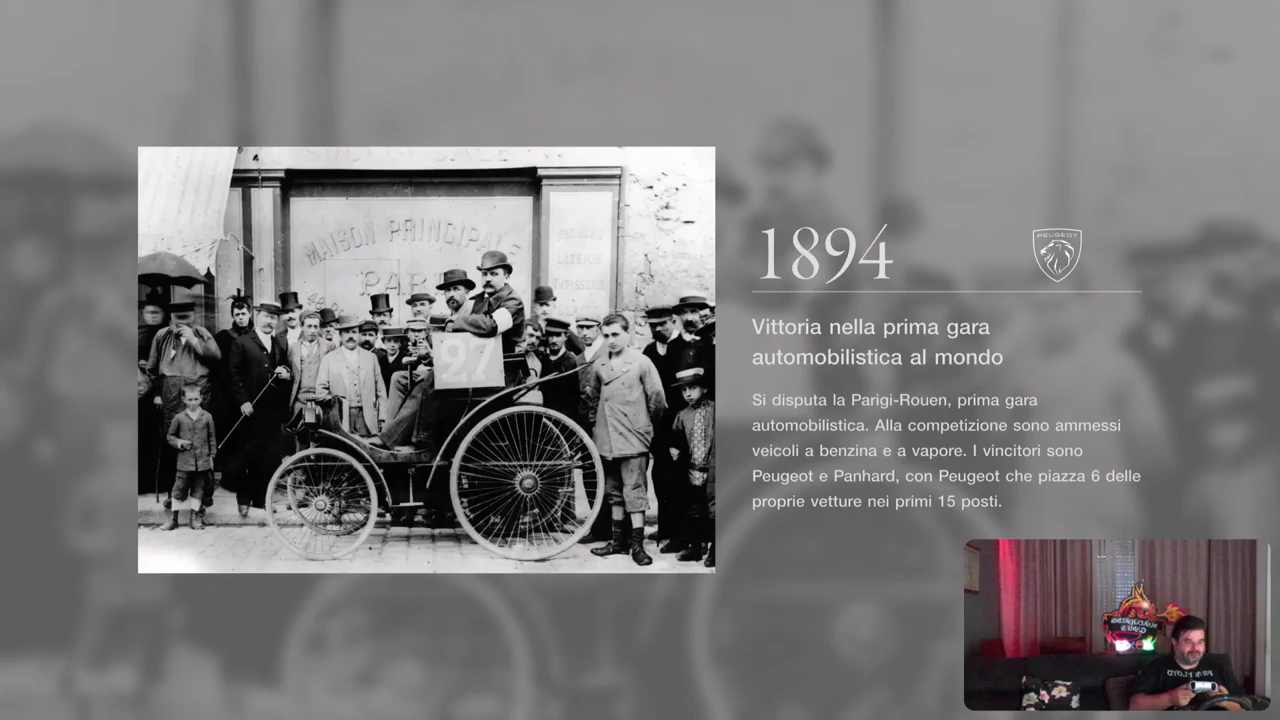 MAISON PRINCIPALE
27
1894
PEUGEOT
Vittoria nella prima gara
automobilistica al mondo
Si disputa la Parigi-Rouen, prima gara
automobilistica. Alla competizione sono ammessi
veicoli a benzina e a vapore. I vincitori sono
Peugeot e Panhard, con Peugeot che piazza 6 delle
proprie vetture nei primi 15 posti.